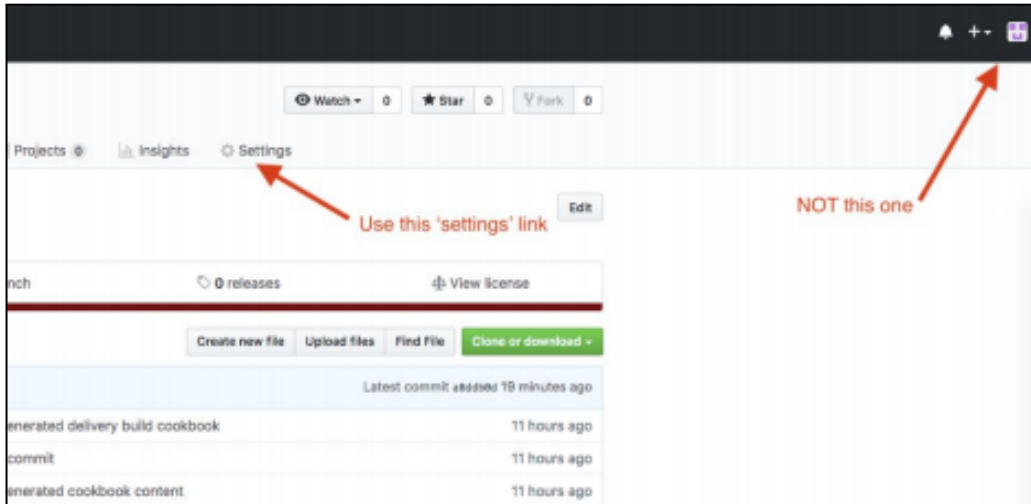 Watch 0 Star 0 Fork 0
Projects 0 Insights Settings
NOT this one
Edit
Use this 'settings' link
nch 0 releases View license
Create new file Upload files Find File Clone or download
Latest commit 19 minutes ago
enerated delivery build cookbook 11 hours ago
commit 11 hours ago
enerated cookbook content 11 hours ago